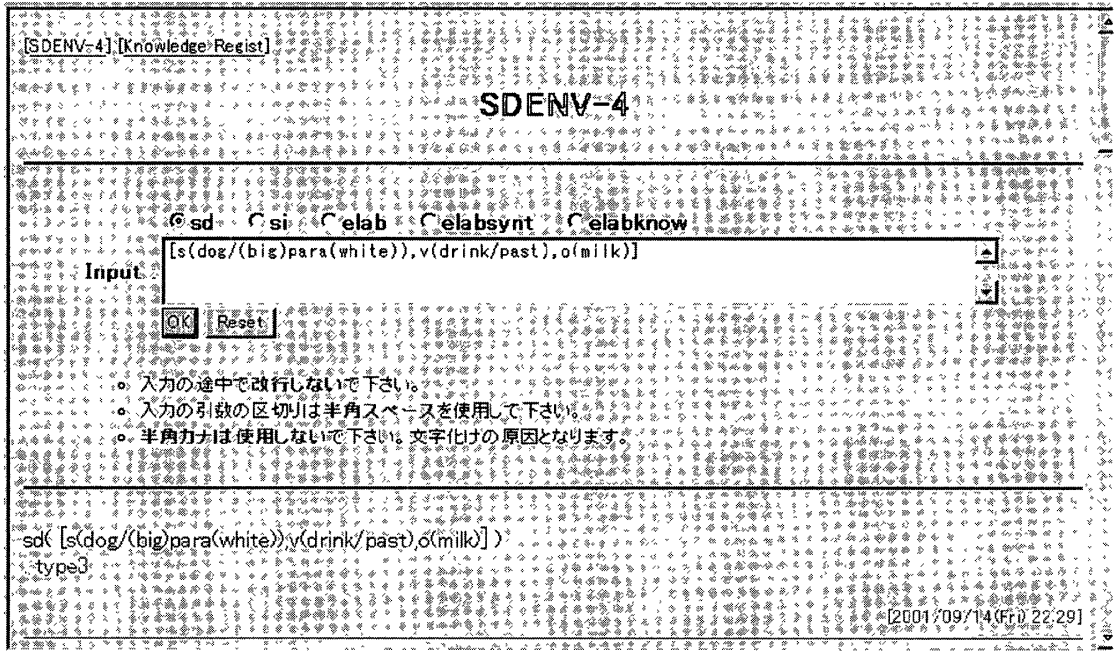 [SDENV-4] [Knowledge Regist]
SDENV-4
sd si elab elabsynt elabknow
Input
[s(dog/(big)para(white)),v(drink/past),o(milk)]
OK Reset
入力の途中で改行しないで下さい。
入力の引数の区切りは半角スペースを使用して下さい。
半角カナは使用しないで下さい。文字化けの原因となります。
sd( [s(dog/(big)para(white)),v(drink/past),o(milk)] )
type3
[2001/09/14(Fri) 22:29]